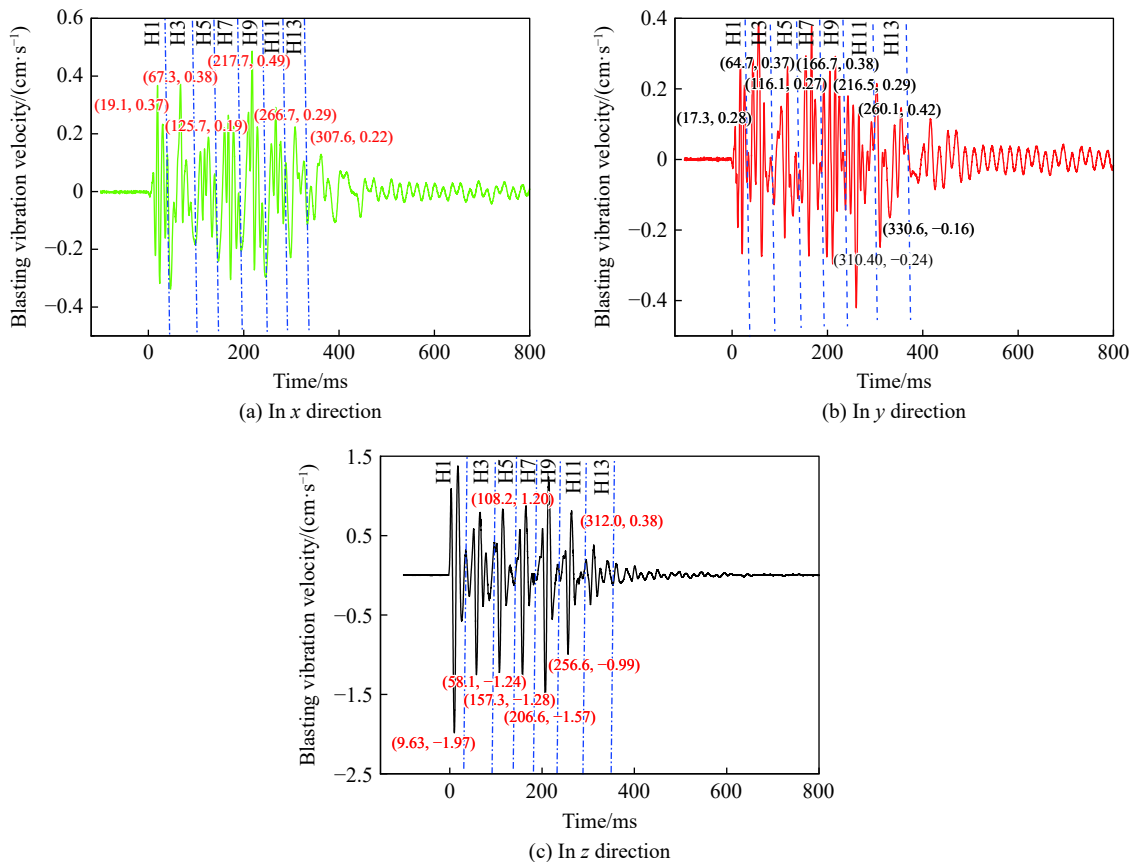 0.6
0.4
0.2
0
−0.2
−0.4
Blasting vibration velocity/(cm·s⁻¹)
H1
H3
H5
H7
H9
H11
H13
(217.7, 0.49)
(67.3, 0.38)
(19.1, 0.37)
(125.7, 0.19)
(266.7, 0.29)
(307.6, 0.22)
0 200 400 600 800
Time/ms
(a) In x direction
0.4
0.2
0
−0.2
−0.4
Blasting vibration velocity/(cm·s⁻¹)
H1
H3
H5
H7
H9
H11
H13
(64.7, 0.37)
(166.7, 0.38)
(116.1, 0.27)
(216.5, 0.29)
(260.1, 0.42)
(17.3, 0.28)
(330.6, −0.16)
(310.40, −0.24)
0 200 400 600 800
Time/ms
(b) In y direction
1.5
0.5
−0.5
−1.5
−2.5
Blasting vibration velocity/(cm·s⁻¹)
H1
H3
H5
H7
H9
H11
H13
(108.2, 1.20)
(312.0, 0.38)
(256.6, −0.99)
(58.1, −1.24)
(157.3, −1.28)
(206.6, −1.57)
(9.63, −1.97)
0 200 400 600 800
Time/ms
(c) In z direction